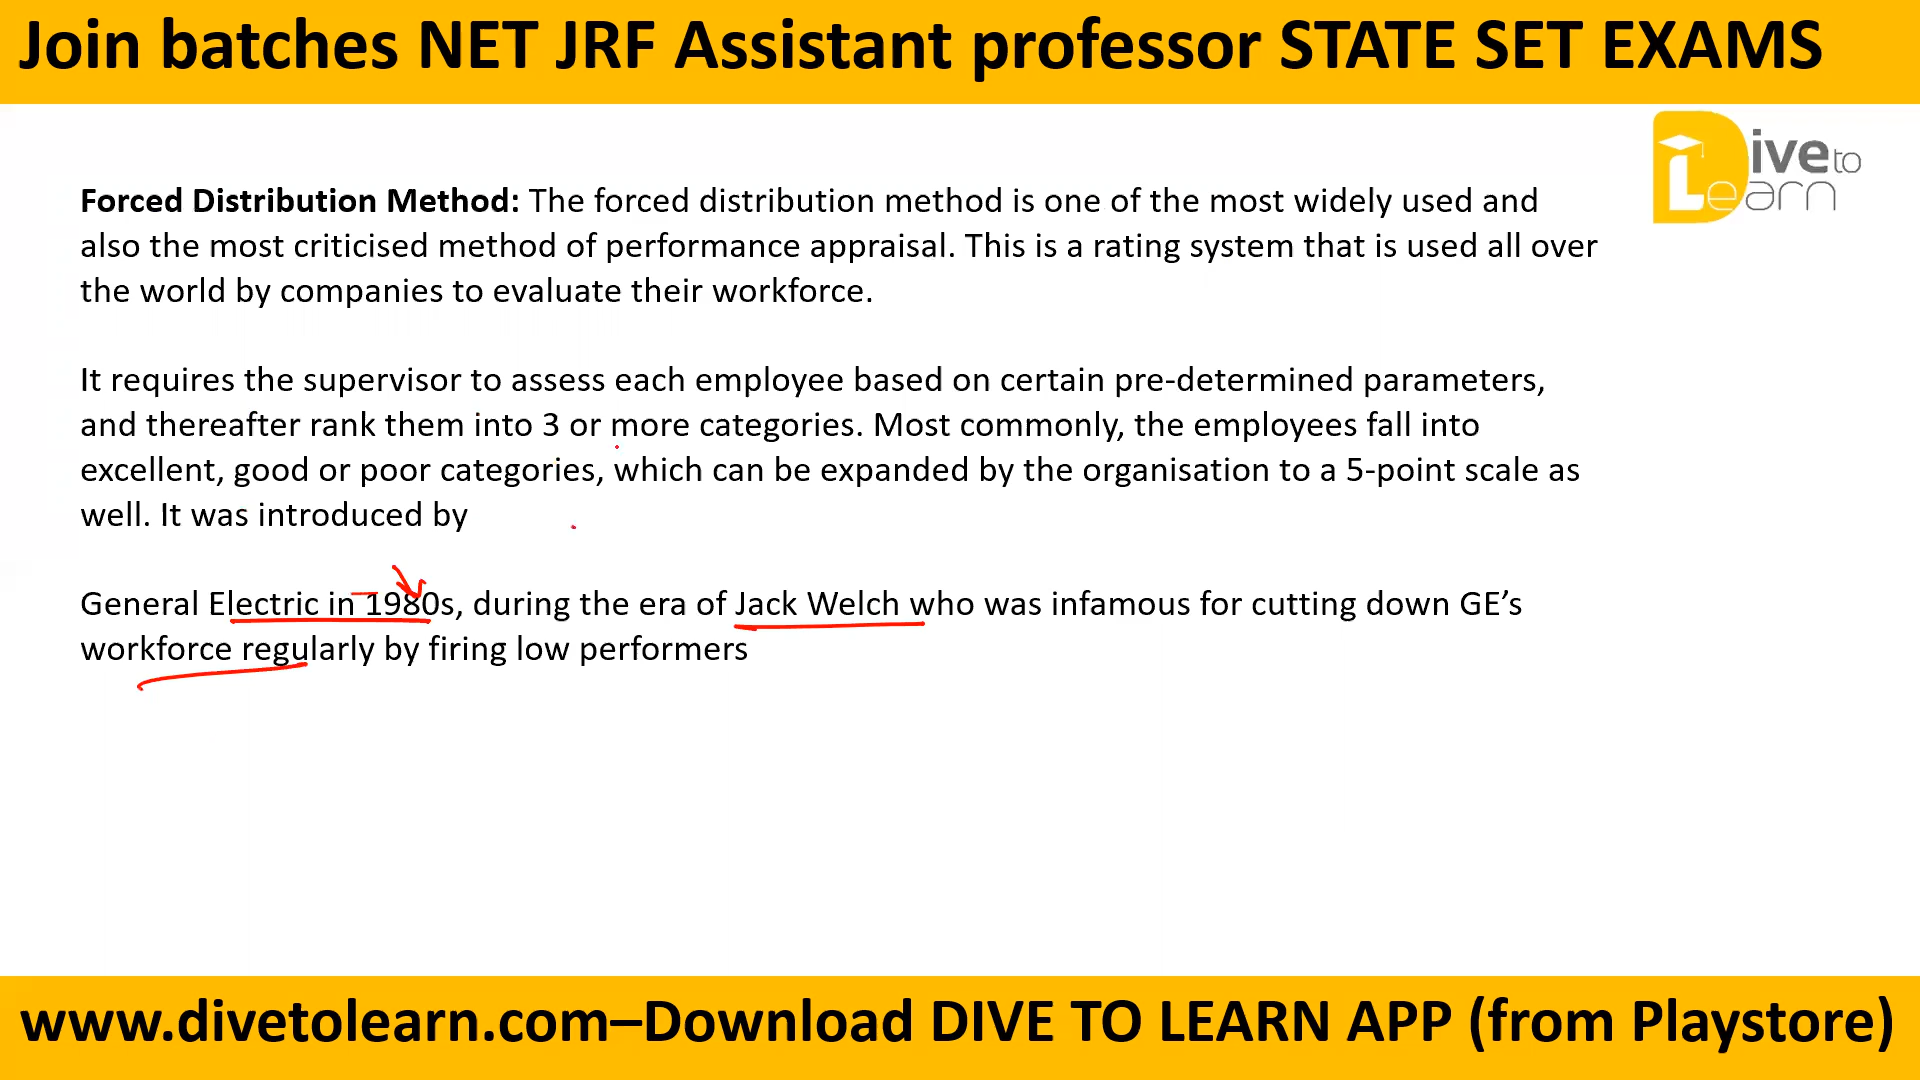 Join batches NET JRF Assistant professor STATE SET EXAMS
Dive to
Learn
Forced Distribution Method: The forced distribution method is one of the most widely used and
also the most criticised method of performance appraisal. This is a rating system that is used all over
the world by companies to evaluate their workforce.
It requires the supervisor to assess each employee based on certain pre-determined parameters,
and thereafter rank them into 3 or more categories. Most commonly, the employees fall into
excellent, good or poor categories, which can be expanded by the organisation to a 5-point scale as
well. It was introduced by
General Electric in 1980s, during the era of Jack Welch who was infamous for cutting down GE’s
workforce regularly by firing low performers
www.divetolearn.com–Download DIVE TO LEARN APP (from Playstore)